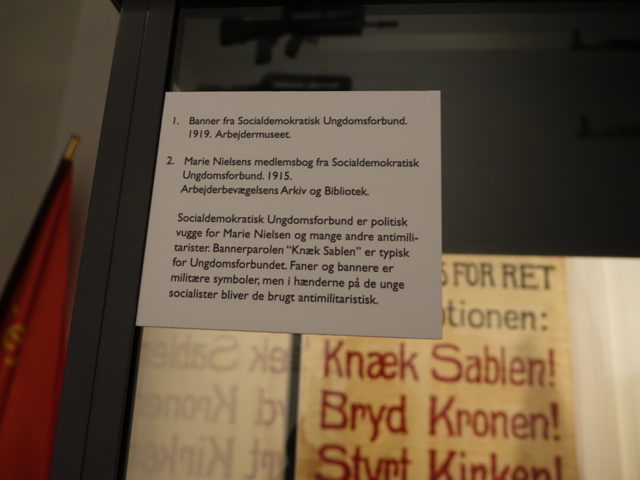 1. Banner fra Socialdemokratisk Ungdomsforbund.
1919. Arbejdermuseet.
2. Marie Nielsens medlemsbog fra Socialdemokratisk
Ungdomsforbund. 1915.
Arbejderbevægelsens Arkiv og Bibliotek.
Socialdemokratisk Ungdomsforbund er politisk
vugge for Marie Nielsen og mange andre antimili-
tarister. Bannerparolen "Knæk Sablen" er typisk
for Ungdomsforbundet. Faner og bannere er
militære symboler, men i hænderne på de unge
socialister bliver de brugt antimilitaristisk.
FOR RET
Knæk Sablen!
Bryd Kronen!
Styrt Kirken!